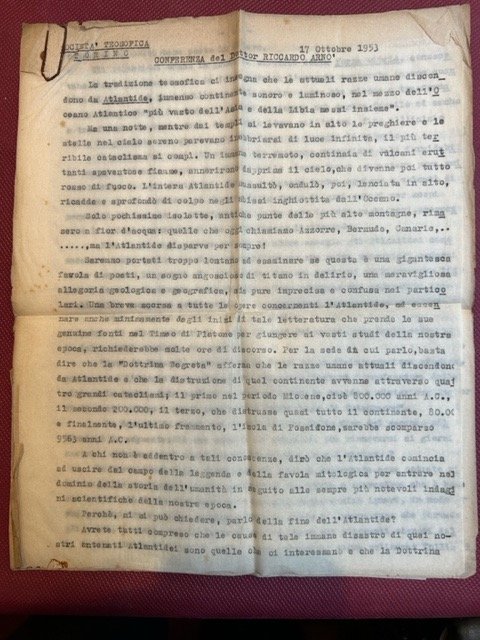 SOCIETA' TEOSOFICA
TORINO
17 Ottobre 1953
CONFERENZA del Dottor RICCARDO ARNO'
La tradizione teosofica ci insegna che le attuali razze umane discen_
dono da Atlantide, immenso continente sonoro e luminoso, nel mezzo dell'O
ceano Atlantico "più vasto dell'Asia e della Libia messi insieme".
Ma una notte, mentre dai templi si levavano in alto le preghiere e le
stelle nel cielo sereno parevano inebriarsi di luce infinita, il più ter
ribile cataclisma si compì. Un immane terremoto, centinaia di vulcani erut
tanti spaventose fiamme, annerirono dapprima il cielo, che divenne poi tutto
rosso di fuoco. L'intera Atlantide sussultò, ondulò, poi, lanciata in alto,
ricadde e sprofondò di colpo negli abissi inghiottita dall'Oceano.
Solo pochissime isolotte, antiche punte delle più alte montagne, rima
sero a fior d'acqua: quelle che oggi chiamiamo Azzorre, Bermuda, Canarie,..
.....,ma l'Atlantide disparve per sempre!
Saremmo portati troppo lontano ad esaminare se questa è una gigantesca
favola di poeti, un sogno angoscioso di titano in delirio, una meravigliosa
allegoria geologica e geografica, sia pure imprecisa e confusa nei partico
lari. Una breve scorsa a tutte le opere concernenti l'Atlantide, ad accen
nare anche minimamente degli inizi di tale letteratura che prende le sue
genuine fonti nel Timeo di Platone per giungere ai vasti studi della nostra
epoca, richiederebbe molte ore di discorso. Per la sede da cui parlo, basta
dire che la "Dottrina Segreta" afferma che le razze umane attuali discendono
da Atlantide e che la distruzione di quel continente avvenne attraverso quat
tro grandi cataclismi; il primo nel periodo Miocene, cioè 800.000 anni A.C.,
il secondo 200.000, il terzo, che distrusse quasi tutto il continente, 80.00
e finalmente, l'ultimo frammento, l'isola di Poseidone, sarebbe scomparso
9563 anni A.C.
A chi non è addentro a tali conoscenze, dirò che l'Atlantide comincia
ad uscire dal campo della leggenda e della favola mitologica per entrare nel
dominio della storia dell'umanità in seguito alle sempre più notevoli indagi
ni scientifiche della nostra epoca.
Perchè, mi si può chiedere, parlo della fine dell'Atlantide?
Avrete tutti compreso che le cause di tale immane disastro di quei no-
stri antenati Atlantidei sono quelle che ci interessano e che la Dottrina